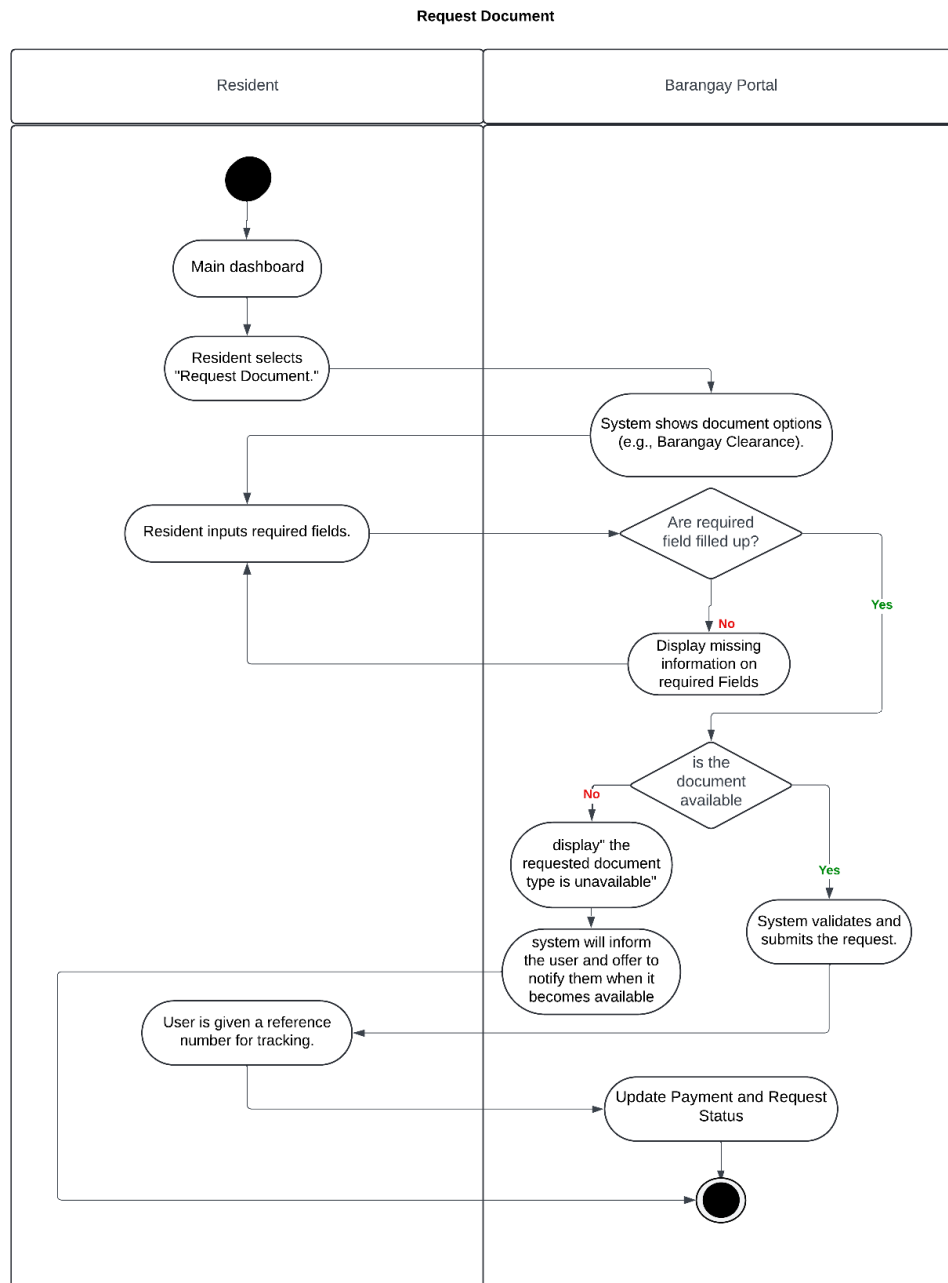 Request Document
Resident
Barangay Portal
Main dashboard
Resident selects
"Request Document."
System shows document options
(e.g., Barangay Clearance).
Resident inputs required fields.
Are required
field filled up?
Yes
No
Display missing
information on
required Fields
is the
document
available
No
display" the
requested document
type is unavailable"
Yes
System validates and
submits the request.
system will inform
the user and offer to
notify them when it
becomes available
User is given a reference
number for tracking.
Update Payment and Request
Status